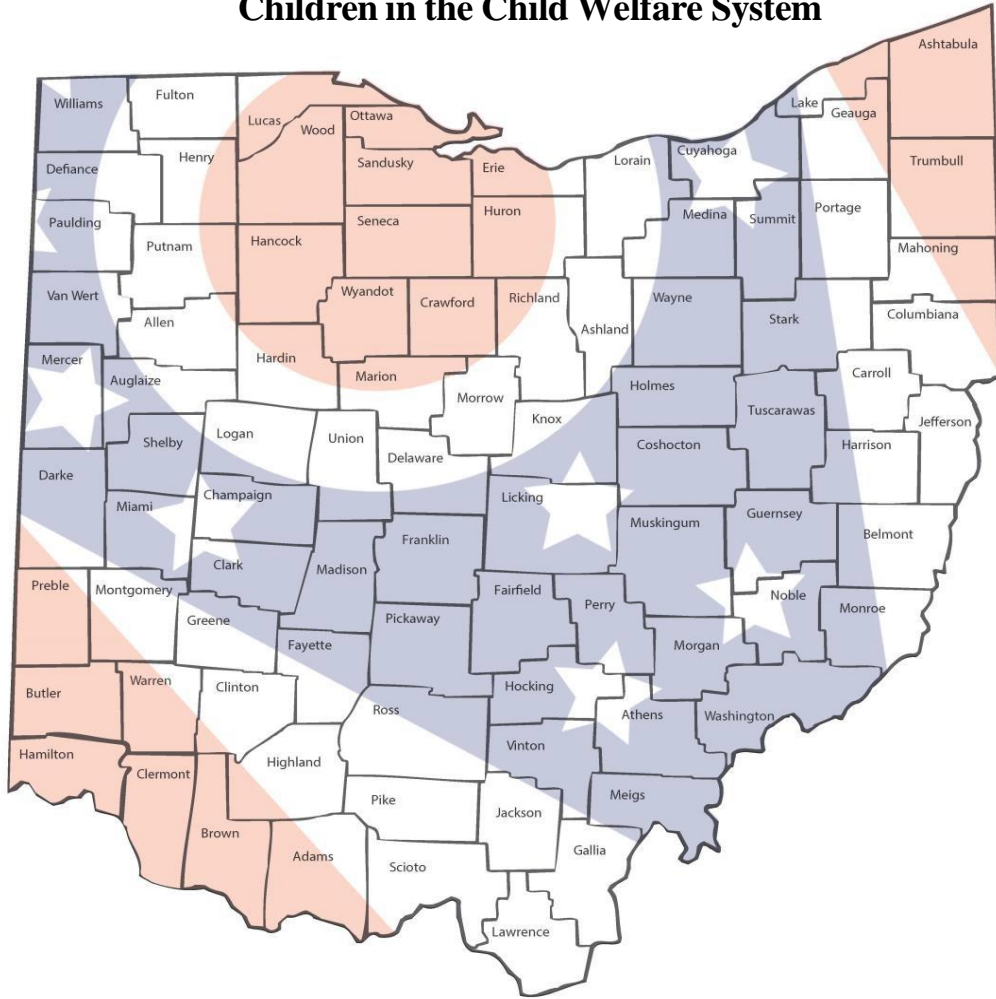 Children in the Child Welfare System
Ashtabula
Williams
Fulton
Lucas
Wood
Ottawa
Lake
Geauga
Defiance
Henry
Sandusky
Erie
Lorain
Cuyahoga
Trumbull
Paulding
Putnam
Hancock
Seneca
Huron
Medina
Summit
Portage
Mahoning
Van Wert
Allen
Wyandot
Crawford
Richland
Ashland
Wayne
Stark
Columbiana
Mercer
Auglaize
Hardin
Marion
Morrow
Holmes
Tuscarawas
Carroll
Jefferson
Shelby
Logan
Union
Delaware
Knox
Coshocton
Harrison
Darke
Miami
Champaign
Licking
Muskingum
Guernsey
Belmont
Clark
Madison
Franklin
Preble
Montgomery
Greene
Fayette
Pickaway
Fairfield
Perry
Morgan
Noble
Monroe
Butler
Warren
Clinton
Ross
Hocking
Athens
Washington
Hamilton
Clermont
Highland
Vinton
Meigs
Brown
Adams
Pike
Jackson
Scioto
Gallia
Lawrence